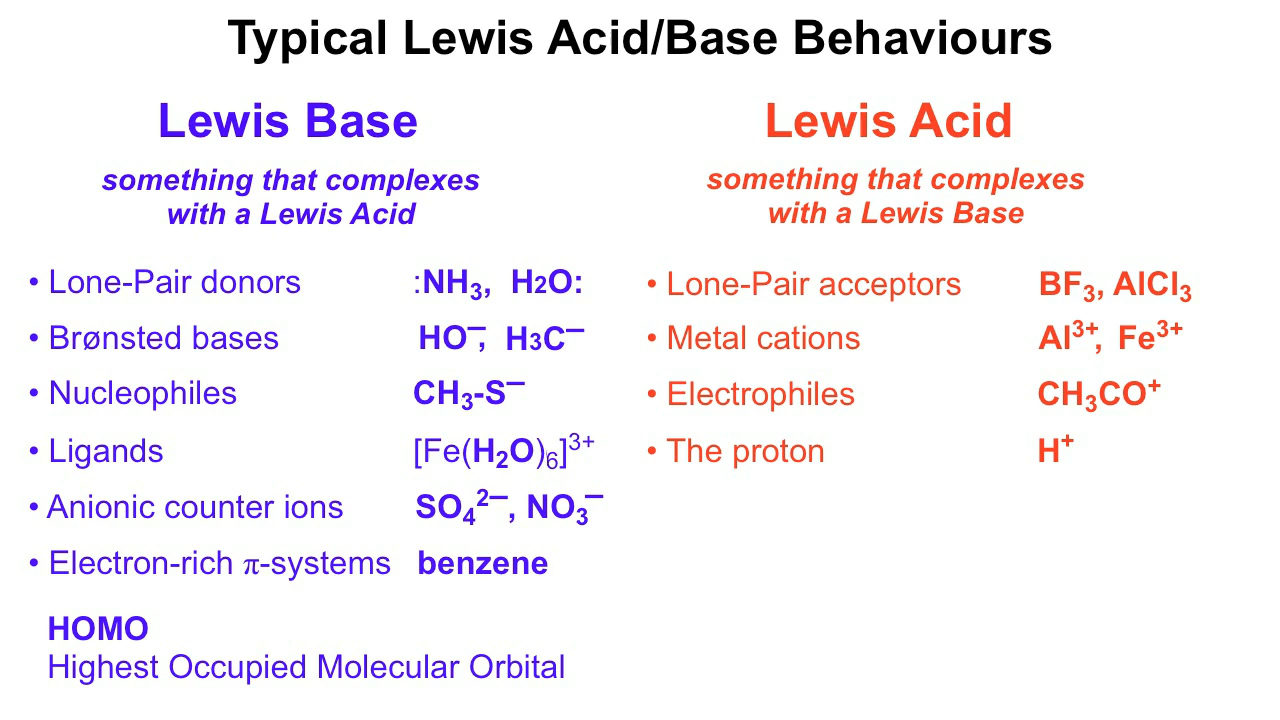 Typical Lewis Acid/Base Behaviours
Lewis Base
something that complexes
with a Lewis Acid
• Lone-Pair donors :NH₃, H₂O:
• Brønsted bases HO⁻, H₃C⁻
• Nucleophiles CH₃-S⁻
• Ligands [Fe(H₂O)₆]³⁺
• Anionic counter ions SO₄²⁻, NO₃⁻
• Electron-rich π-systems benzene
HOMO
Highest Occupied Molecular Orbital
Lewis Acid
something that complexes
with a Lewis Base
• Lone-Pair acceptors BF₃, AlCl₃
• Metal cations Al³⁺, Fe³⁺
• Electrophiles CH₃CO⁺
• The proton H⁺